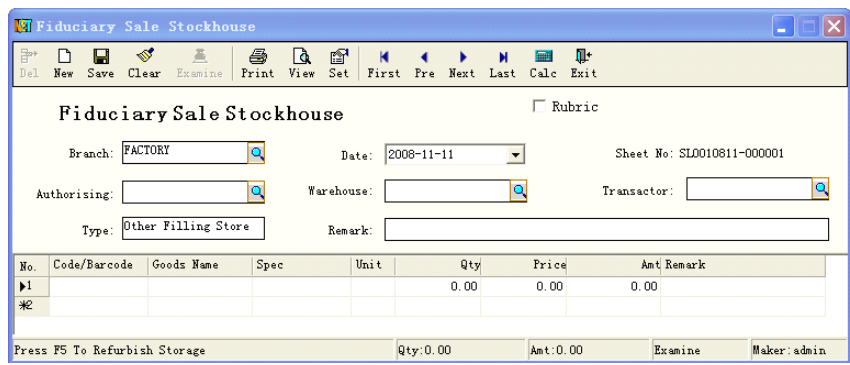 Fiduciary Sale Stockhouse
Del New Save Clear Examine Print View Set First Pre Next Last Calc Exit
Fiduciary Sale Stockhouse
Rubric
Branch: FACTORY Date: 2008-11-11 Sheet No: SL0010811-000001
Authorising: Warehouse: Transactor:
Type: Other Filling Store Remark:
No. Code/Barcode Goods Name Spec Unit Qty Price Amt Remark
1 0.00 0.00 0.00
2
Press F5 To Refurbish Storage Qty:0.00 Amt:0.00 Examine Maker:admin